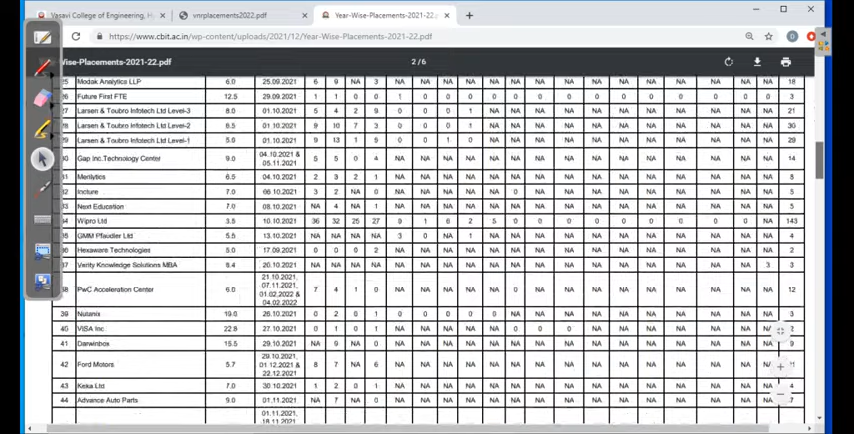 Vasavi College of Engineering, H
vnrplacements2022.pdf
Year-Wise-Placements-2021-22.
https://www.cbit.ac.in/wp-content/uploads/2021/12/Year-Wise-Placements-2021-22.pdf
Wise-Placements-2021-22.pdf 2 / 6
Modak Analytics LLP 6.0 25.09.2021 6 9 NA 3 NA NA NA NA NA NA NA NA NA NA NA NA 18
26 Future First FTE 12.5 29.09.2021 1 1 0 0 1 0 0 0 0 0 0 0 0 0 0 NA 3
27 Larsen & Toubro Infotech Ltd Level-3 8.0 01.10.2021 5 4 2 9 0 0 0 1 NA NA NA NA NA NA NA NA 21
28 Larsen & Toubro Infotech Ltd Level-2 6.5 01.10.2021 9 10 7 3 0 0 0 1 NA NA NA NA NA NA NA NA 30
29 Larsen & Toubro Infotech Ltd Level-1 5.0 01.10.2021 9 13 1 0 0 1 0 NA NA NA NA NA NA NA NA
30 Gap Inc.Technology Center 9.0 04.10.2021 & 05.11.2021 5 5 0 4 NA NA NA NA NA NA NA NA NA NA NA NA 14
31 Merilytics 6.5 04.10.2021 2 3 2 1 NA NA NA NA NA NA NA NA NA NA NA NA 8
32 Incture 7.0 06 10.2021 3 2 NA 0 NA NA NA NA NA 0 NA NA NA NA NA NA 5
33 Next Education 7.0 08.10.2021 NA 4 NA 1 NA NA NA NA NA NA NA NA NA NA NA NA 5
34 Wipro Ltd 3.5 10.10.2021 36 32 25 27 9 1 6 2 5 0 0 0 0 0 0 NA 143
35 GMM Pfaudler Ltd 5.5 13.10.2021 NA NA NA NA 3 0 NA 1 NA NA NA NA NA NA NA NA 4
36 Hexaware Technologies 5.0 17.09.2021 0 0 0 2 NA NA NA NA NA NA NA NA NA NA NA NA 2
37 Verity Knowledge Solutions MBA 8.4 20.10.2021 NA NA NA NA NA NA NA NA NA NA NA NA NA NA NA 3 3
38 PwC Acceleration Center 6.0 21.10.2021, 07.11.2021, 01.02.2022 & 04.02.2022 7 4 1 0 NA NA NA NA NA 0 NA NA NA NA NA NA 12
39 Nutanix 26.10.2021 0 2 0 1 0 0 0 0 0 NA NA NA NA NA NA NA 3
40 VISA Inc 22.8 27.10.2021 0 1 0 1 NA NA NA NA NA 0 0 0 NA NA NA
41 Darwinbox 15.5 29.10.2021 NA 9 NA 0 NA NA NA NA NA NA NA NA NA NA NA NA 9
42 Ford Motors 5.7 29.10.2021, 01.12.2021 & 22.12.2021 8 7 NA 6 NA NA NA NA NA NA NA NA NA NA NA
43 Keka Ltd 7.0 30.10.2021 1 2 0 1 NA NA NA NA NA NA NA NA NA NA NA NA 4
44 Advance Auto Parts 9.0 01.11.2021 NA 7 NA 0 NA NA NA NA NA NA NA NA NA NA NA 7
01.11.2021,
18.11.2021